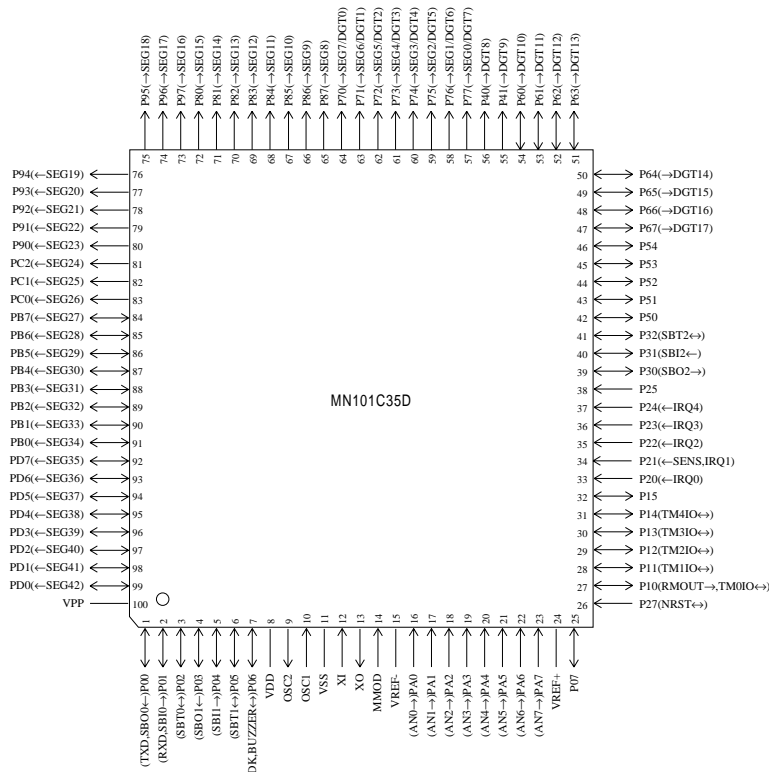 P95(→SEG18)
P96(→SEG17)
P97(→SEG16)
P80(→SEG15)
P81(→SEG14)
P82(→SEG13)
P83(→SEG12)
P84(→SEG11)
P85(→SEG10)
P86(→SEG9)
P87(→SEG8)
P70(→SEG7/DGT0)
P71(→SEG6/DGT1)
P72(→SEG5/DGT2)
P73(→SEG4/DGT3)
P74(→SEG3/DGT4)
P75(→SEG2/DGT5)
P76(→SEG1/DGT6)
P77(→SEG0/DGT7)
P40(→DGT8)
P41(→DGT9)
P60(→DGT10)
P61(→DGT11)
P62(→DGT12)
P63(→DGT13)
75 74 73 72 71 70 69 68 67 66 65 64 63 62 61 60 59 58 57 56 55 54 53 52 51
P94(←SEG19) 76
P93(←SEG20) 77
P92(←SEG21) 78
P91(←SEG22) 79
P90(←SEG23) 80
PC2(←SEG24) 81
PC1(←SEG25) 82
PC0(←SEG26) 83
PB7(←SEG27) 84
PB6(←SEG28) 85
PB5(←SEG29) 86
PB4(←SEG30) 87
PB3(←SEG31) 88
PB2(←SEG32) 89
PB1(←SEG33) 90
PB0(←SEG34) 91
PD7(←SEG35) 92
PD6(←SEG36) 93
PD5(←SEG37) 94
PD4(←SEG38) 95
PD3(←SEG39) 96
PD2(←SEG40) 97
PD1(←SEG41) 98
PD0(←SEG42) 99
VPP 100
MN101C35D
50 P64(→DGT14)
49 P65(→DGT15)
48 P66(→DGT16)
47 P67(→DGT17)
46 P54
45 P53
44 P52
43 P51
42 P50
41 P32(SBT2↔)
40 P31(SBI2←)
39 P30(SBO2→)
38 P25
37 P24(←IRQ4)
36 P23(←IRQ3)
35 P22(←IRQ2)
34 P21(←SENS,IRQ1)
33 P20(←IRQ0)
32 P15
31 P14(TM4IO↔)
30 P13(TM3IO↔)
29 P12(TM2IO↔)
28 P11(TM1IO↔)
27 P10(RMOUT→,TM0IO↔)
26 P27(NRST↔)
1 2 3 4 5 6 7 8 9 10 11 12 13 14 15 16 17 18 19 20 21 22 23 24 25
(TXD,SBO0←)P00
(RXD,SBI0→)P01
(SBT0↔)P02
(SBO1←)P03
(SBI1→)P04
(SBT1↔)P05
DK,BUZZER←)P06
VDD
OSC2
OSC1
VSS
XI
XO
MMOD
VREF-
(AN0→)PA0
(AN1→)PA1
(AN2→)PA2
(AN3→)PA3
(AN4→)PA4
(AN5→)PA5
(AN6→)PA6
(AN7→)PA7
VREF+
P07